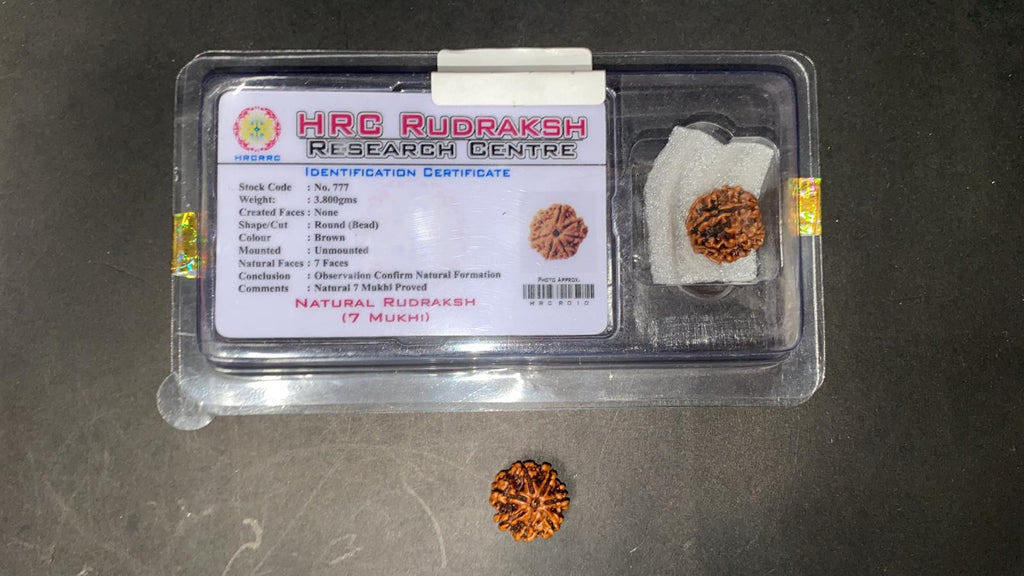 HRC RUDRAKSH
RESEARCH CENTRE
HRCRRC
IDENTIFICATION CERTIFICATE
Stock Code : No. 777
Weight: : 3.800gms
Created Faces : None
Shape/Cut : Round (Bead)
Colour : Brown
Mounted : Unmounted
Natural Faces : 7 Faces
Conclusion : Observation Confirm Natural Formation
Comments : Natural 7 Mukhi Proved
NATURAL RUDRAKSH
(7 MUKHI)
PHOTO APPROX.
HRCR010